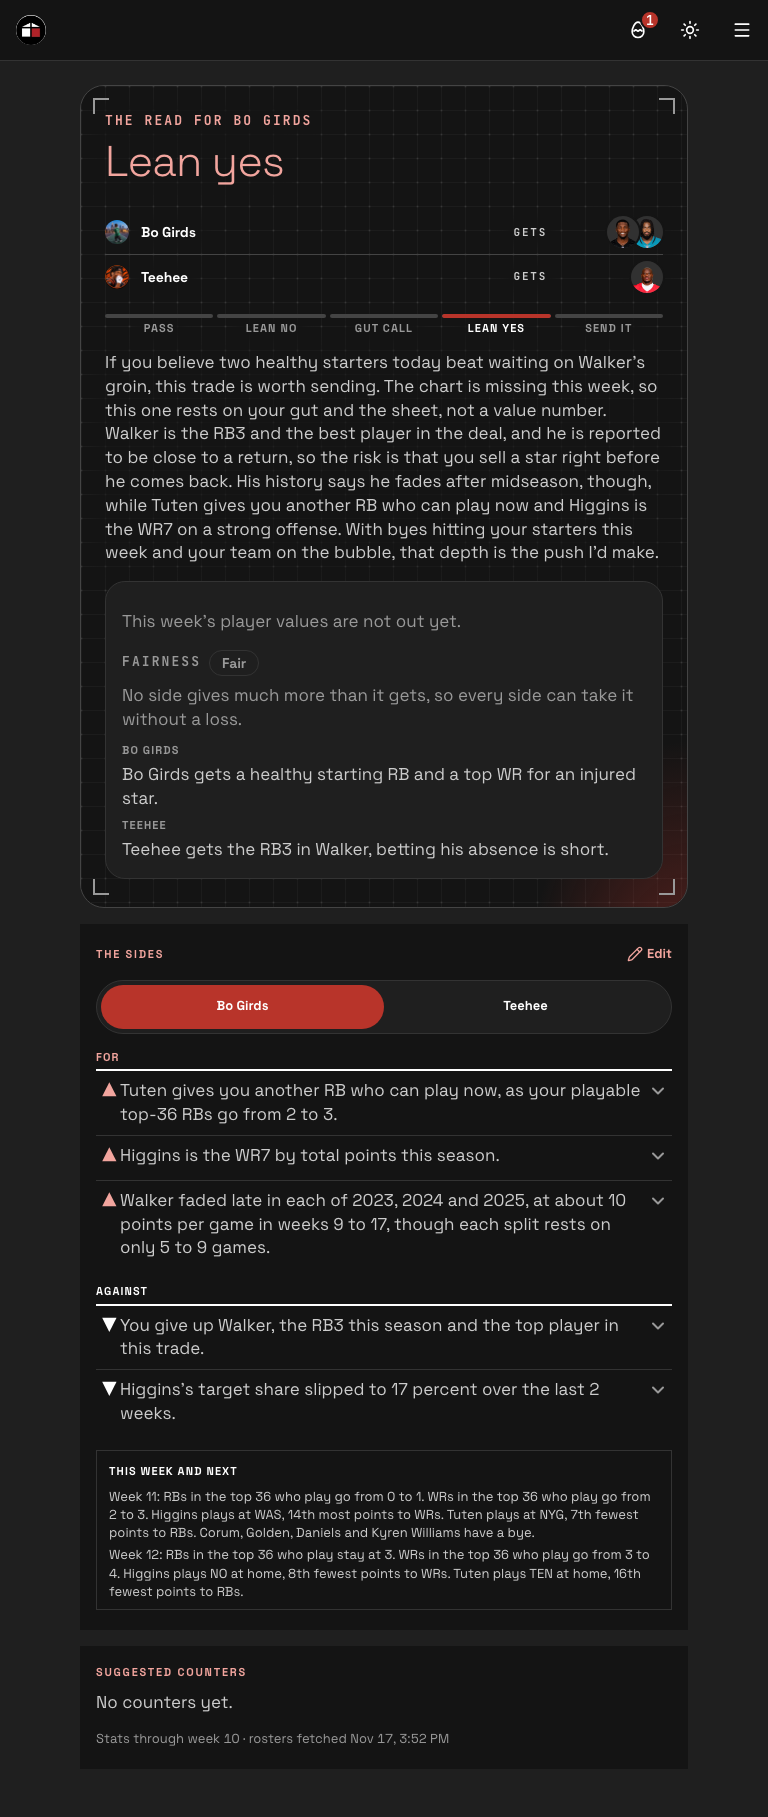 1
THE READ FOR BO GIRDS
Lean yes
Bo Girds GETS
Teehee GETS
PASS LEAN NO GUT CALL LEAN YES SEND IT
If you believe two healthy starters today beat waiting on Walker's
groin, this trade is worth sending. The chart is missing this week, so
this one rests on your gut and the sheet, not a value number.
Walker is the RB3 and the best player in the deal, and he is reported
to be close to a return, so the risk is that you sell a star right before
he comes back. His history says he fades after midseason, though,
while Tuten gives you another RB who can play now and Higgins is
the WR7 on a strong offense. With byes hitting your starters this
week and your team on the bubble, that depth is the push I'd make.
This week's player values are not out yet.
FAIRNESS Fair
No side gives much more than it gets, so every side can take it
without a loss.
BO GIRDS
Bo Girds gets a healthy starting RB and a top WR for an injured
star.
TEEHEE
Teehee gets the RB3 in Walker, betting his absence is short.
THE SIDES Edit
Bo Girds Teehee
FOR
Tuten gives you another RB who can play now, as your playable
top-36 RBs go from 2 to 3.
Higgins is the WR7 by total points this season.
Walker faded late in each of 2023, 2024 and 2025, at about 10
points per game in weeks 9 to 17, though each split rests on
only 5 to 9 games.
AGAINST
You give up Walker, the RB3 this season and the top player in
this trade.
Higgins's target share slipped to 17 percent over the last 2
weeks.
THIS WEEK AND NEXT
Week 11: RBs in the top 36 who play go from 0 to 1. WRs in the top 36 who play go from
2 to 3. Higgins plays at WAS, 14th most points to WRs. Tuten plays at NYG, 7th fewest
points to RBs. Corum, Golden, Daniels and Kyren Williams have a bye.
Week 12: RBs in the top 36 who play stay at 3. WRs in the top 36 who play go from 3 to
4. Higgins plays NO at home, 8th fewest points to WRs. Tuten plays TEN at home, 16th
fewest points to RBs.
SUGGESTED COUNTERS
No counters yet.
Stats through week 10 · rosters fetched Nov 17, 3:52 PM